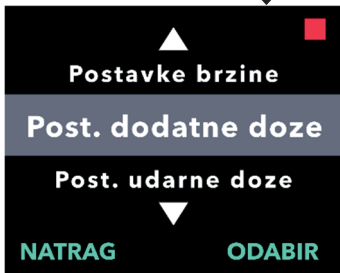 Postavke brzine
Post. dodatne doze
Post. udarne doze
NATRAG ODABIR